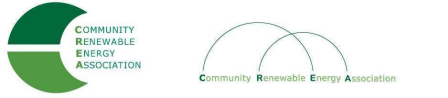 COMMUNITY
RENEWABLE
ENERGY
ASSOCIATION
Community Renewable Energy Association